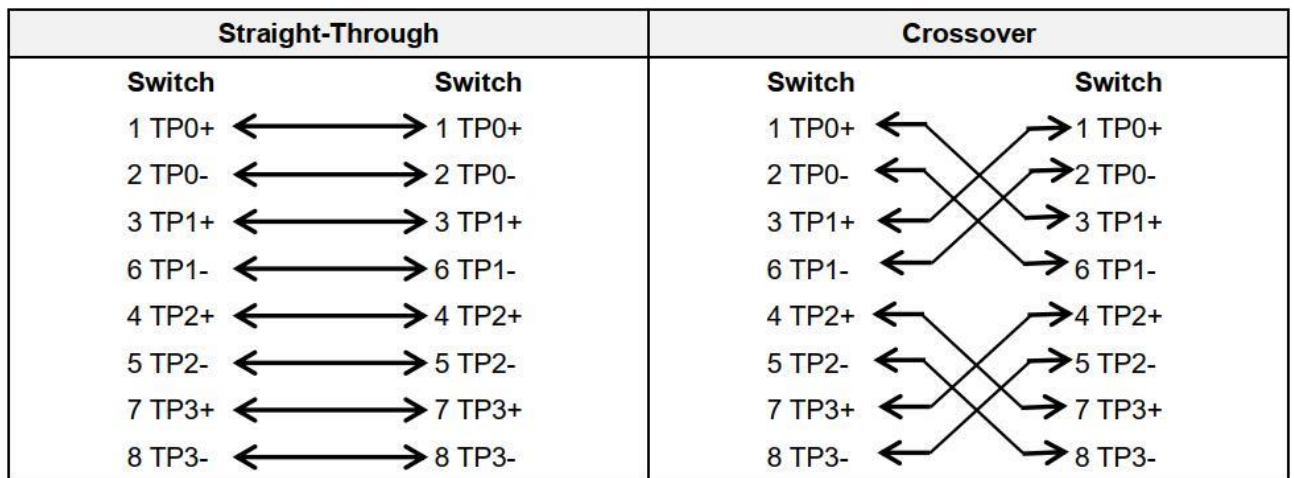 Straight-Through Crossover
Switch Switch Switch Switch
1 TP0+ 1 TP0+ 1 TP0+ 1 TP0+
2 TP0- 2 TP0- 2 TP0- 2 TP0-
3 TP1+ 3 TP1+ 3 TP1+ 3 TP1+
6 TP1- 6 TP1- 6 TP1- 6 TP1-
4 TP2+ 4 TP2+ 4 TP2+ 4 TP2+
5 TP2- 5 TP2- 5 TP2- 5 TP2-
7 TP3+ 7 TP3+ 7 TP3+ 7 TP3+
8 TP3- 8 TP3- 8 TP3- 8 TP3-